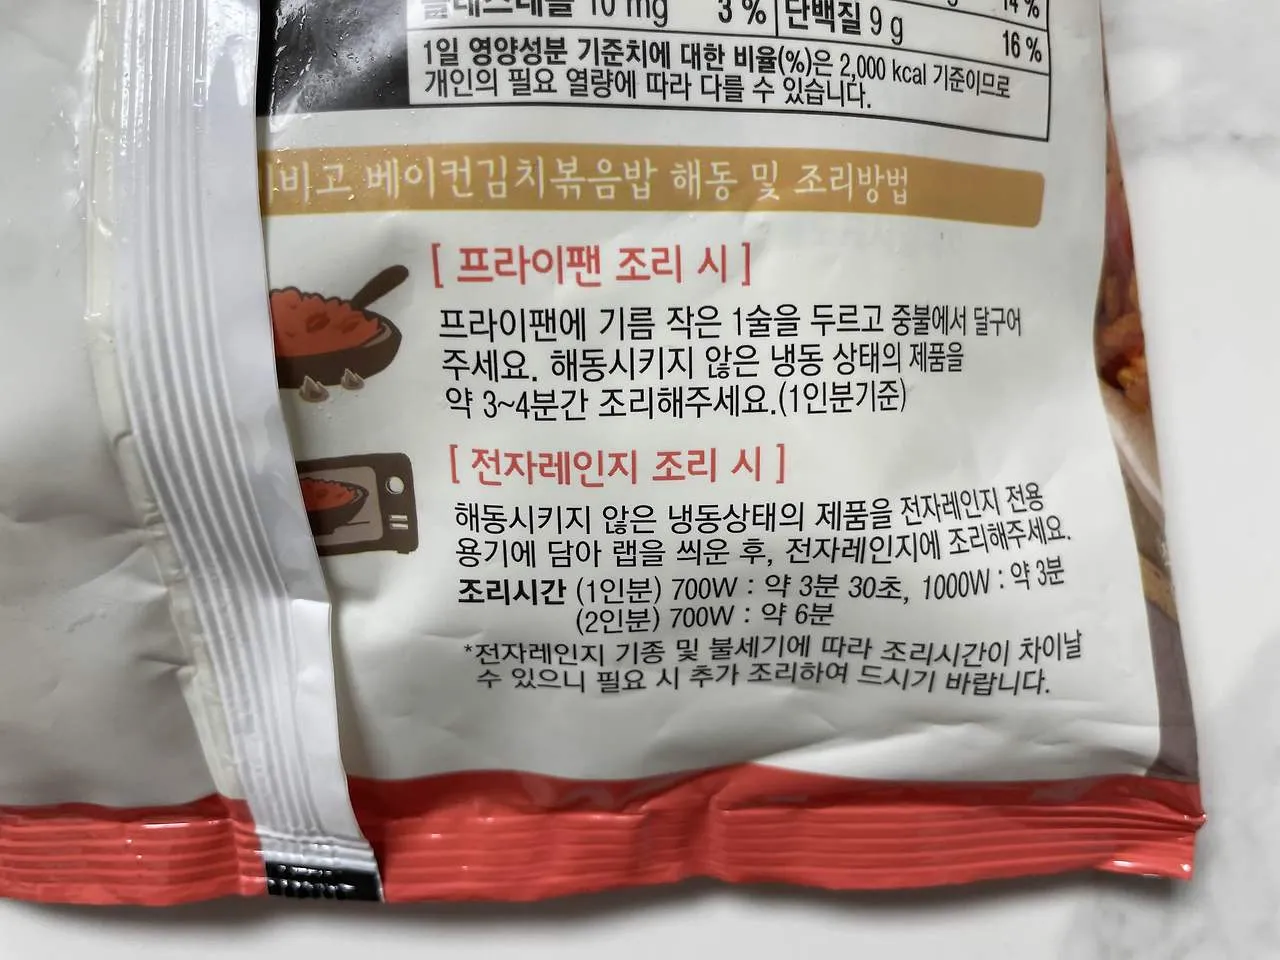 10 mg 3 % 단백질 9 g 16 %
14 %
1일 영양성분 기준치에 대한 비율(%)은 2,000 kcal 기준이므로
개인의 필요 열량에 따라 다를 수 있습니다.
비고 베이컨김치볶음밥 해동 및 조리방법
[ 프라이팬 조리 시 ]
프라이팬에 기름 작은 1술을 두르고 중불에서 달구어
주세요. 해동시키지 않은 냉동 상태의 제품을
약 3~4분간 조리해주세요.(1인분기준)
[ 전자레인지 조리 시 ]
해동시키지 않은 냉동상태의 제품을 전자레인지 전용
용기에 담아 랩을 씌운 후, 전자레인지에 조리해주세요.
조리시간 (1인분) 700W : 약 3분 30초, 1000W : 약 3분
(2인분) 700W : 약 6분
*전자레인지 기종 및 불세기에 따라 조리시간이 차이날
수 있으니 필요 시 추가 조리하여 드시기 바랍니다.